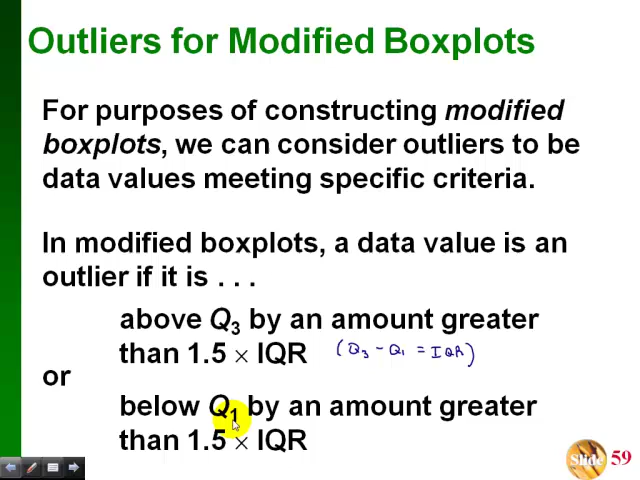 Outliers for Modified Boxplots
For purposes of constructing modified
boxplots, we can consider outliers to be
data values meeting specific criteria.
In modified boxplots, a data value is an
outlier if it is . . .
above Q3 by an amount greater
than 1.5 × IQR (Q3 - Q1 = IQR)
or
below Q1 by an amount greater
than 1.5 × IQR
Slide 59